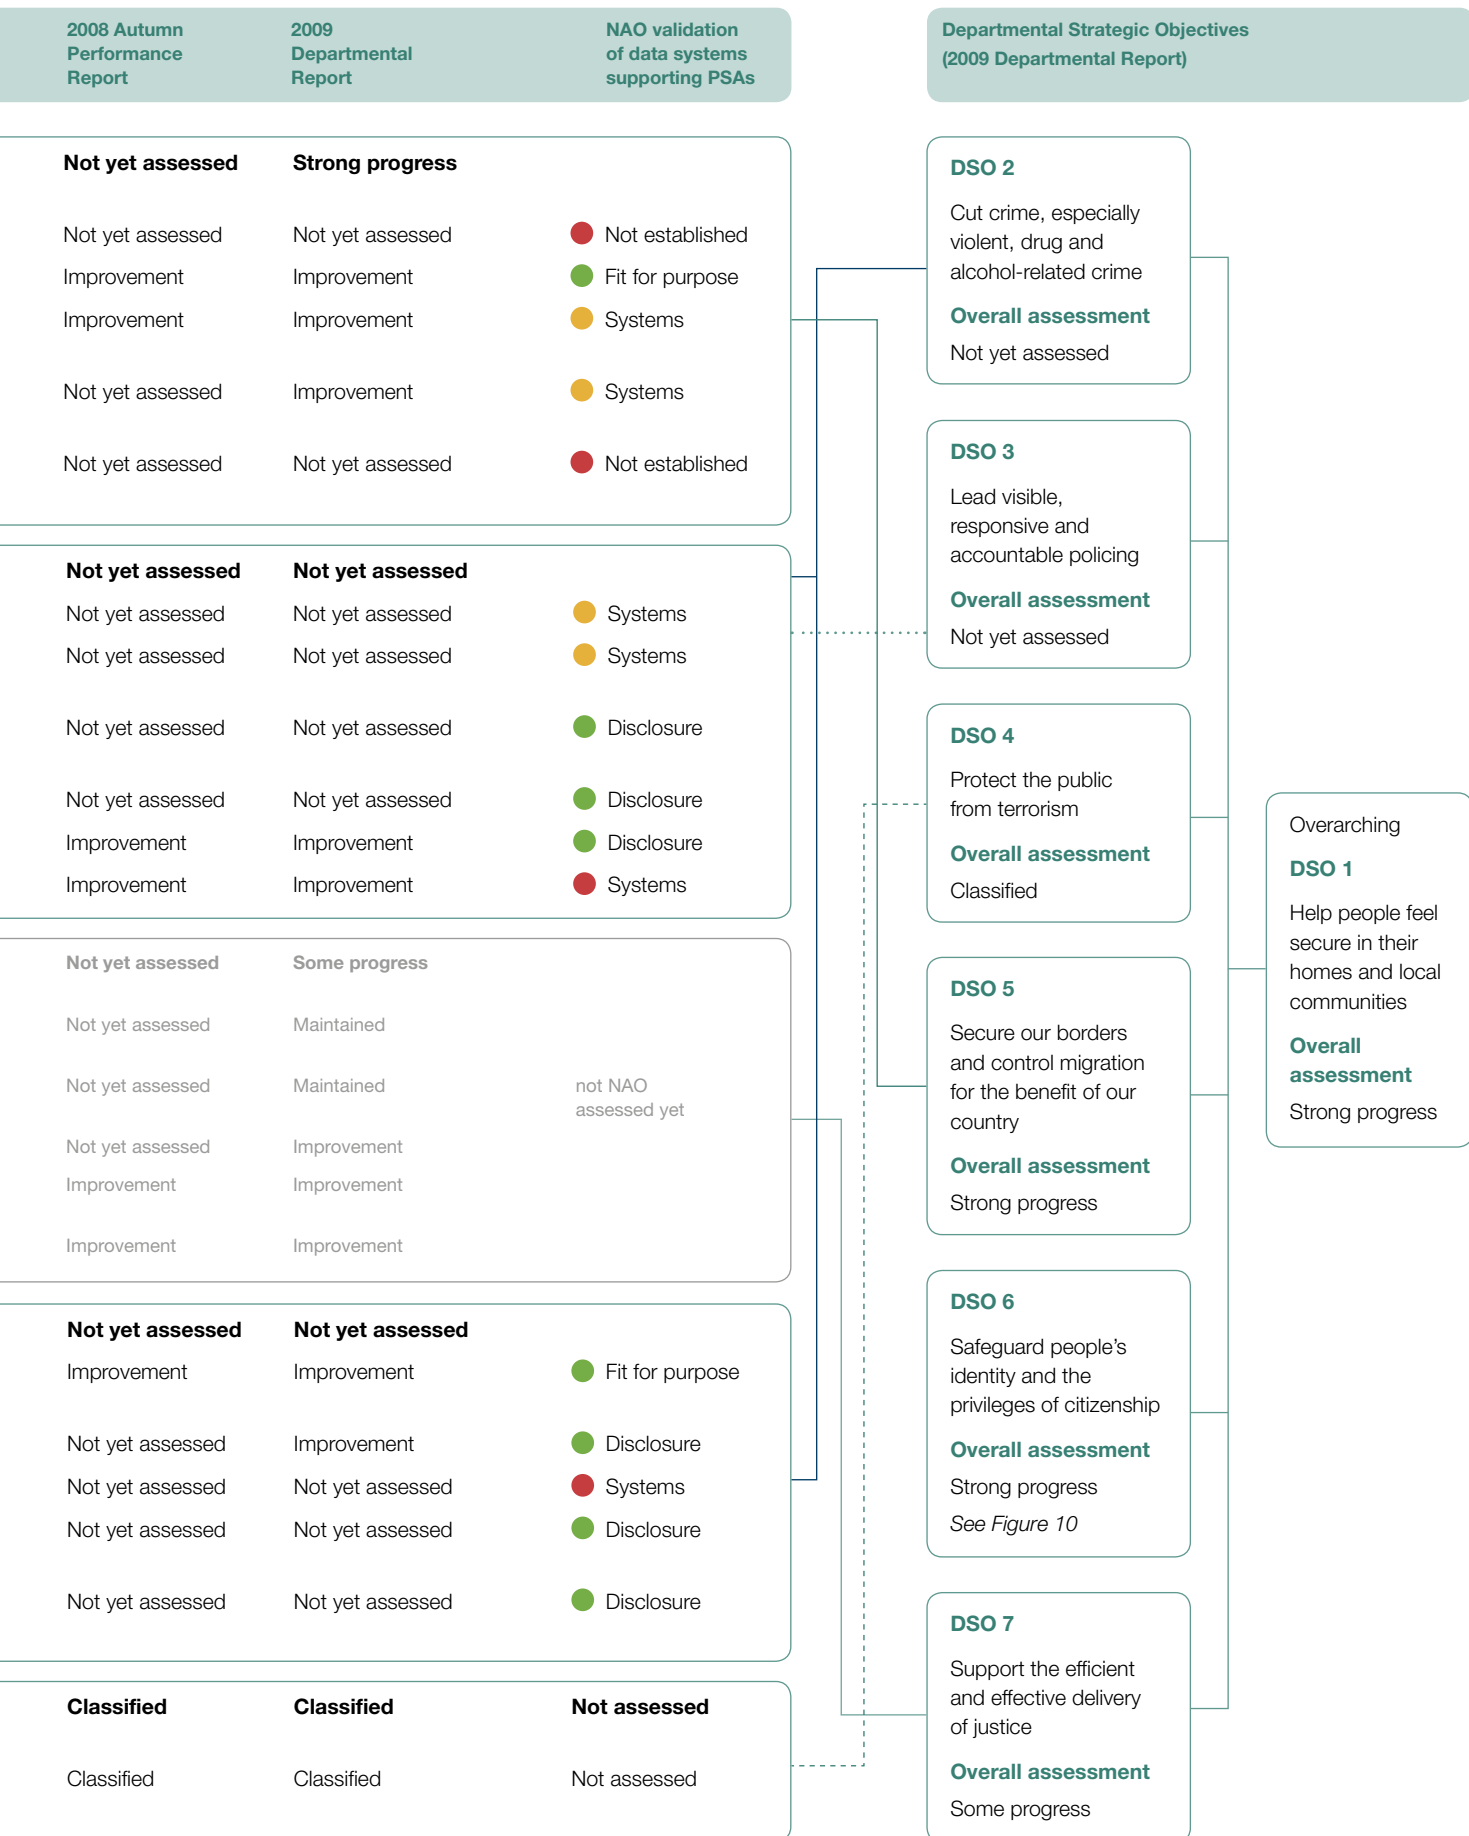 2008 Autumn
Performance
Report
2009
Departmental
Report
NAO validation
of data systems
supporting PSAs
Departmental Strategic Objectives
(2009 Departmental Report)
Not yet assessed Strong progress
Not yet assessed Not yet assessed Not established
Improvement Improvement Fit for purpose
Improvement Improvement Systems
Not yet assessed Improvement Systems
Not yet assessed Not yet assessed Not established
Not yet assessed Not yet assessed
Not yet assessed Not yet assessed Systems
Not yet assessed Not yet assessed Systems
Not yet assessed Not yet assessed Disclosure
Not yet assessed Not yet assessed Disclosure
Improvement Improvement Disclosure
Improvement Improvement Systems
Not yet assessed Some progress
Not yet assessed Maintained
Not yet assessed Maintained not NAO
assessed yet
Not yet assessed Improvement
Improvement Improvement
Improvement Improvement
Not yet assessed Not yet assessed
Improvement Improvement Fit for purpose
Not yet assessed Improvement Disclosure
Not yet assessed Not yet assessed Systems
Not yet assessed Not yet assessed Disclosure
Not yet assessed Not yet assessed Disclosure
Classified Classified Not assessed
Classified Classified Not assessed
DSO 2
Cut crime, especially
violent, drug and
alcohol-related crime
Overall assessment
Not yet assessed
DSO 3
Lead visible,
responsive and
accountable policing
Overall assessment
Not yet assessed
DSO 4
Protect the public
from terrorism
Overall assessment
Classified
DSO 5
Secure our borders
and control migration
for the benefit of our
country
Overall assessment
Strong progress
DSO 6
Safeguard people's
identity and the
privileges of citizenship
Overall assessment
Strong progress
See Figure 10
DSO 7
Support the efficient
and effective delivery
of justice
Overall assessment
Some progress
Overarching
DSO 1
Help people feel
secure in their
homes and local
communities
Overall
assessment
Strong progress